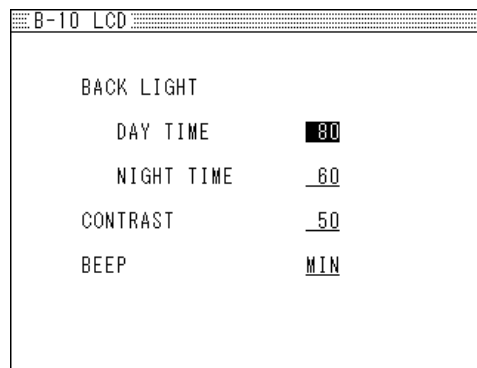 B-10 LCD
BACK LIGHT
DAY TIME 80
NIGHT TIME 60
CONTRAST 50
BEEP MIN